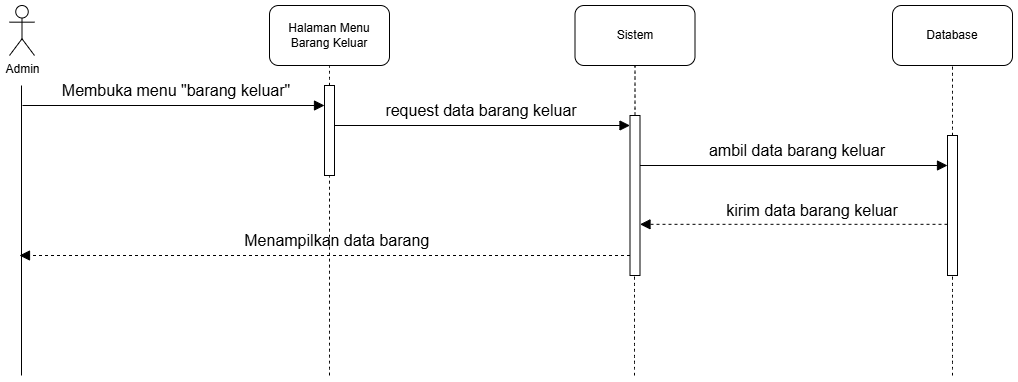 Halaman Menu
Barang Keluar
Sistem
Database
Admin
Membuka menu "barang keluar"
request data barang keluar
ambil data barang keluar
kirim data barang keluar
Menampilkan data barang